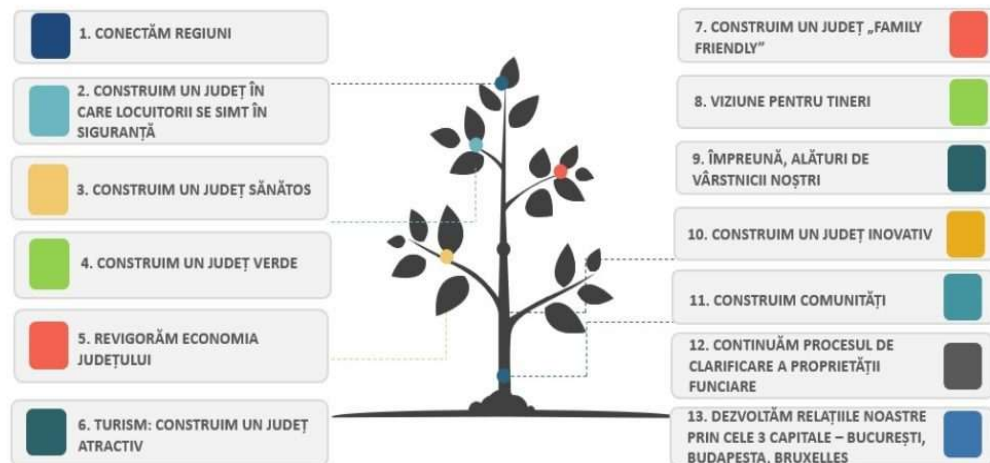 1. CONECTĂM REGIUNI
2. CONSTRUIM UN JUDEȚ ÎN
CARE LOCUITORII SE SIMT ÎN
SIGURANȚĂ
3. CONSTRUIM UN JUDEȚ SĂNĂTOS
4. CONSTRUIM UN JUDEȚ VERDE
5. REVIGORĂM ECONOMIA
JUDEȚULUI
6. TURISM: CONSTRUIM UN JUDEȚ
ATRACTIV
7. CONSTRUIM UN JUDEȚ „FAMILY
FRIENDLY”
8. VIZIUNE PENTRU TINERI
9. ÎMPREUNĂ, ALĂTURI DE
VÂRSTNICII NOȘTRI
10. CONSTRUIM UN JUDEȚ INOVATIV
11. CONSTRUIM COMUNITĂȚI
12. CONTINUĂM PROCESUL DE
CLARIFICARE A PROPRIETĂȚII
FUNCIARE
13. DEZVOLTĂM RELAȚIILE NOASTRE
PRIN CELE 3 CAPITALE – BUCUREȘTI,
BUDAPESTA, BRUXELLES